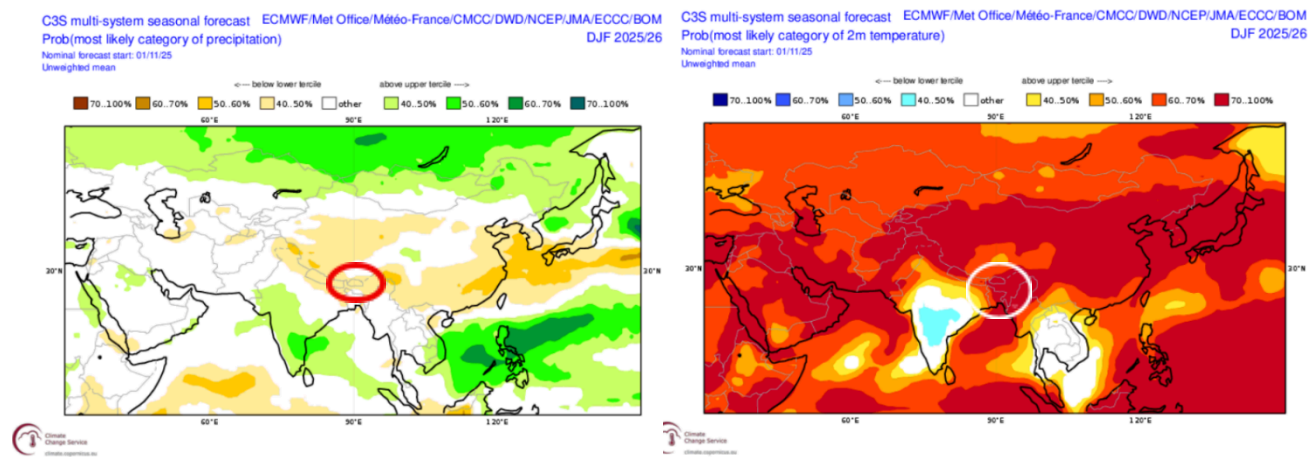 C3S multi-system seasonal forecast ECMWF/Met Office/Météo-France/CMCC/DWD/NCEP/JMA/ECCC/BOM
Prob(most likely category of precipitation) DJF 2025/26
Nominal forecast start: 01/11/25
Unweighted mean
<--- below lower tercile above upper tercile --->
70..100% 60..70% 50..60% 40..50% other 40..50% 50..60% 60..70% 70..100%
60°E 90°E 120°E
30°N 30°N
60°E 90°E 120°E
Climate
Change Service
climate.copernicus.eu
C3S multi-system seasonal forecast ECMWF/Met Office/Météo-France/CMCC/DWD/NCEP/JMA/ECCC/BOM
Prob(most likely category of 2m temperature) DJF 2025/26
Nominal forecast start: 01/11/25
Unweighted mean
<--- below lower tercile above upper tercile --->
70..100% 60..70% 50..60% 40..50% other 40..50% 50..60% 60..70% 70..100%
60°E 90°E 120°E
30°N 30°N
60°E 90°E 120°E
Climate
Change Service
climate.copernicus.eu